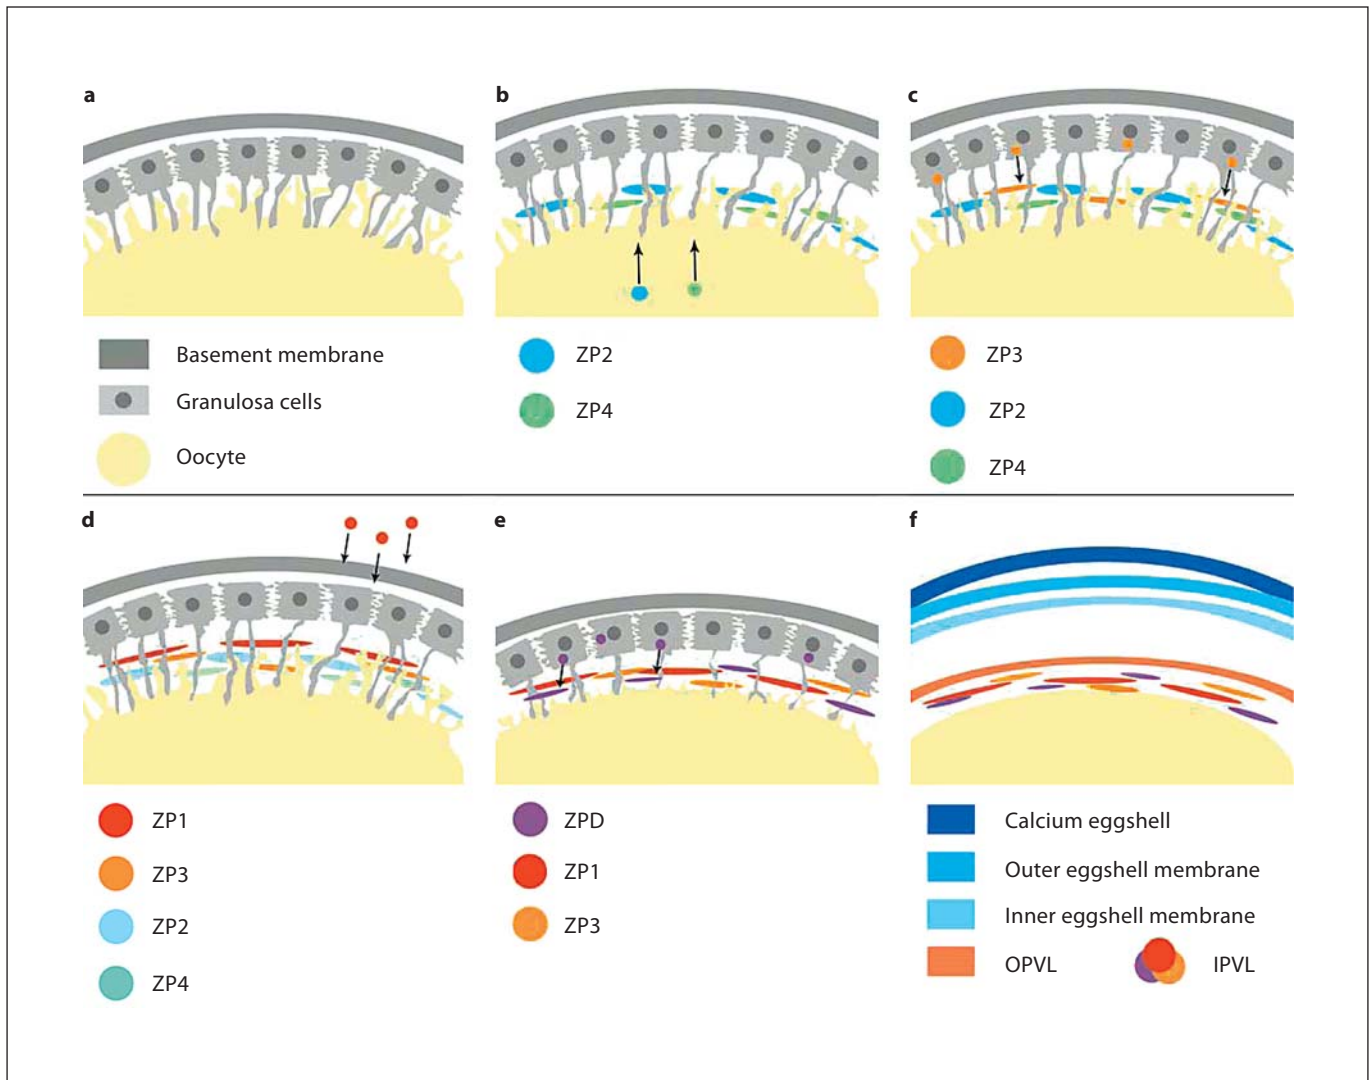 a
b
c
Basement membrane
Granulosa cells
Oocyte
ZP2
ZP4
ZP3
ZP2
ZP4
d
e
f
ZP1
ZP3
ZP2
ZP4
ZPD
ZP1
ZP3
Calcium eggshell
Outer eggshell membrane
Inner eggshell membrane
OPVL
IPVL